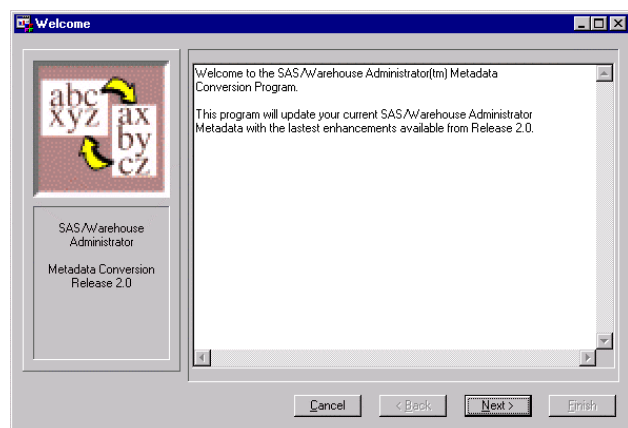 Welcome
abc
xyz
ax
by
cz
SAS/Warehouse
Administrator
Metadata Conversion
Release 2.0
Welcome to the SAS/Warehouse Administrator(tm) Metadata
Conversion Program.
This program will update your current SAS/Warehouse Administrator
Metadata with the lastest enhancements available from Release 2.0.
Cancel
< Back
Next >
Finish